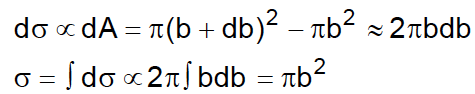 dσ ∝ dA = π(b + db)² − πb² ≈ 2πbdb
σ = ∫ dσ ∝ 2π∫ bdb = πb²